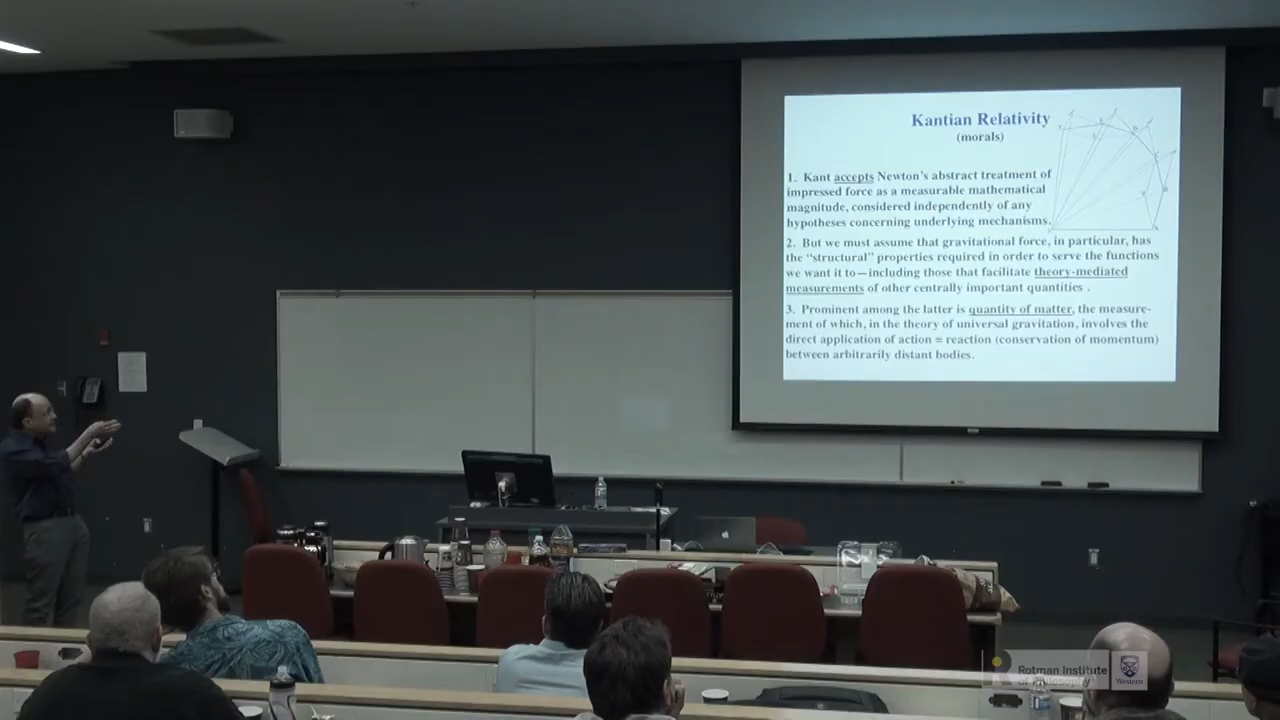 Kantian Relativity
(morals)
1. Kant accepts Newton's abstract treatment of
impressed force as a measurable mathematical
magnitude, considered independently of any
hypotheses concerning underlying mechanisms.
2. But we must assume that gravitational force, in particular, has
the "structural" properties required in order to serve the functions
we want it to—including those that facilitate theory-mediated
measurements of other centrally important quantities .
3. Prominent among the latter is quantity of matter, the measure-
ment of which, in the theory of universal gravitation, involves the
direct application of action = reaction (conservation of momentum)
between arbitrarily distant bodies.
Rotman Institute
of Philosophy
Western